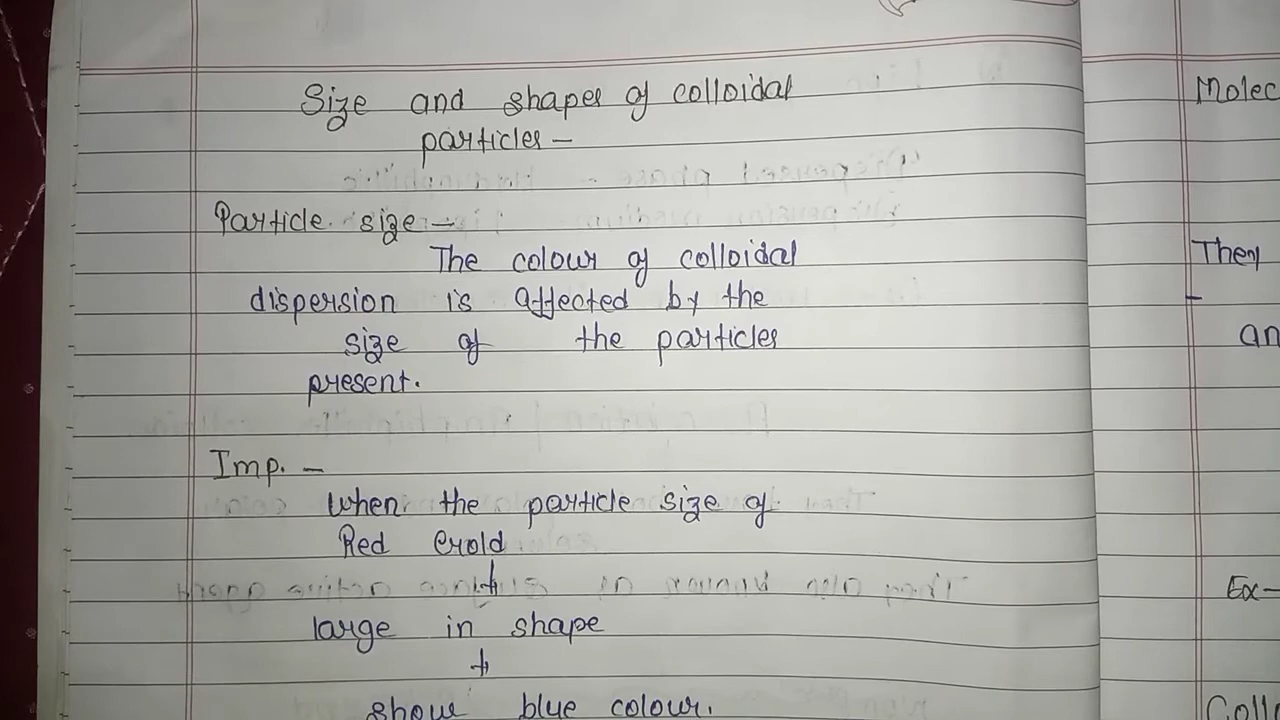 Size and shapes of colloidal
particles –
Particle size –
The colour of colloidal
dispersion is affected by the
size of the particles
present.
Imp. –
When the particle size of
Red Gold
↓
large in shape
↓
show blue colour.
Molec
They
an
Ex-
Coll